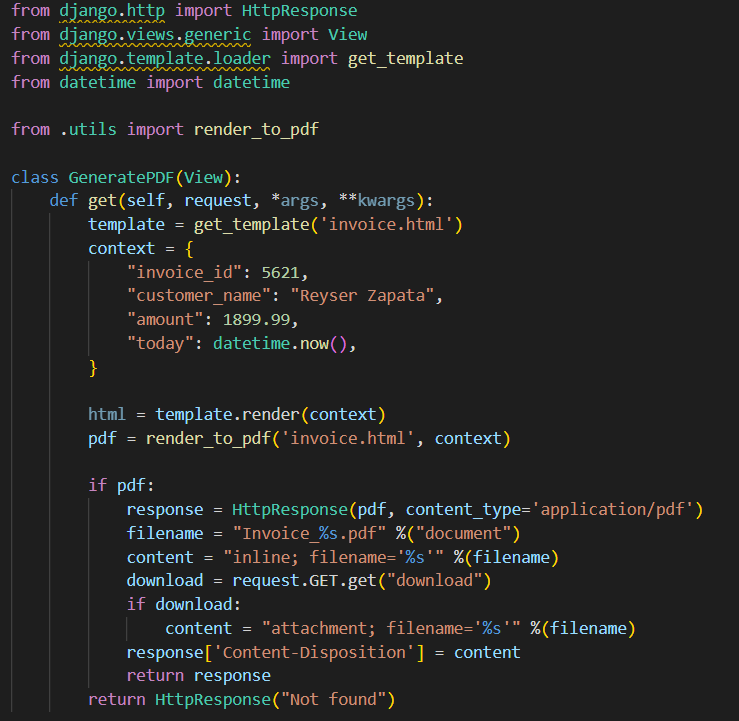 from django.http import HttpResponse
from django.views.generic import View
from django.template.loader import get_template
from datetime import datetime

from .utils import render_to_pdf

class GeneratePDF(View):
    def get(self, request, *args, **kwargs):
        template = get_template('invoice.html')
        context = {
            "invoice_id": 5621,
            "customer_name": "Reyser Zapata",
            "amount": 1899.99,
            "today": datetime.now(),
        }

        html = template.render(context)
        pdf = render_to_pdf('invoice.html', context)

        if pdf:
            response = HttpResponse(pdf, content_type='application/pdf')
            filename = "Invoice_%s.pdf" %("document")
            content = "inline; filename='%s'" %(filename)
            download = request.GET.get("download")
            if download:
                content = "attachment; filename='%s'" %(filename)
            response['Content-Disposition'] = content
            return response
        return HttpResponse("Not found")